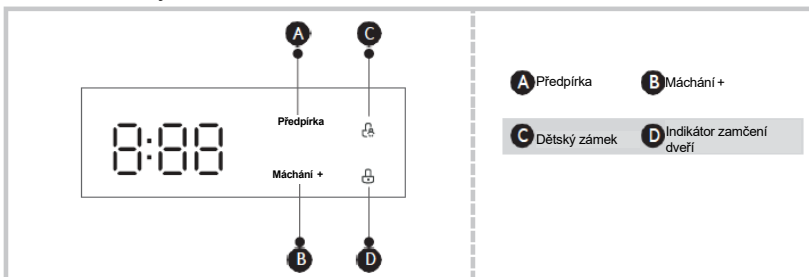 A C
8:88
Předpírka
Máchání +
B D
A Předpírka B Máchání +
C Dětský zámek D Indikátor zamčení
dveří